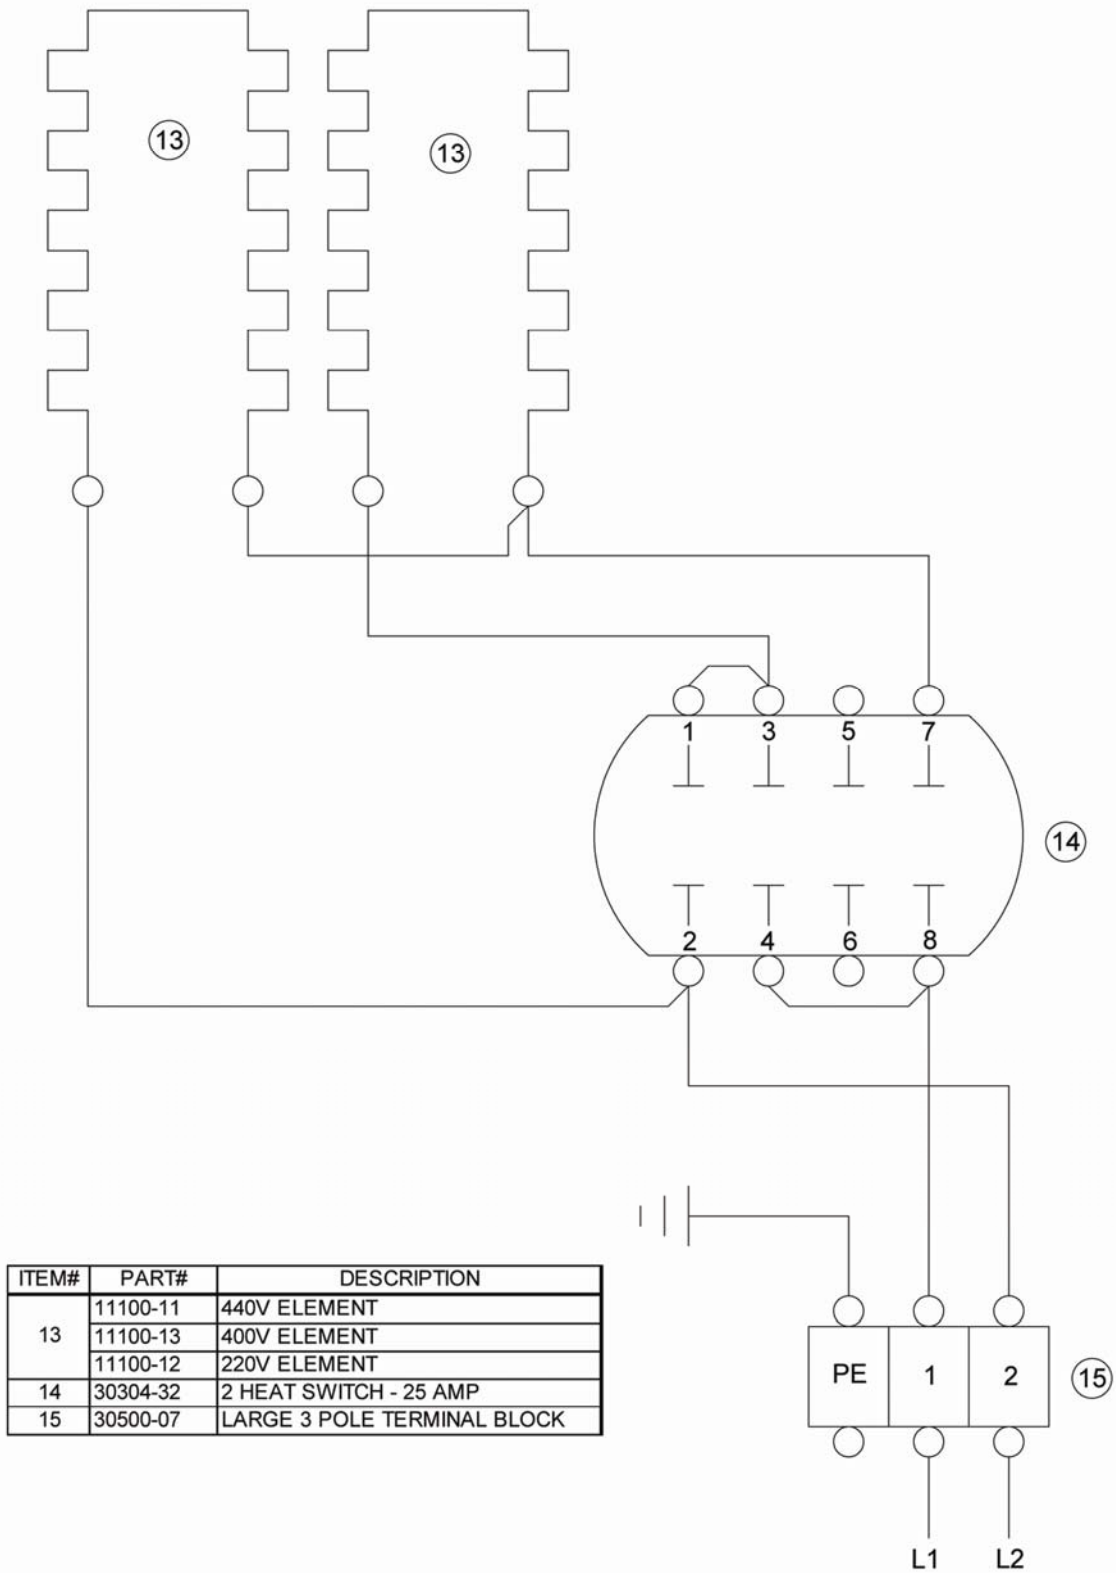 13
13
1 3 5 7
14
2 4 6 8
ITEM# PART# DESCRIPTION
13 11100-11 440V ELEMENT
11100-13 400V ELEMENT
11100-12 220V ELEMENT
14 30304-32 2 HEAT SWITCH - 25 AMP
15 30500-07 LARGE 3 POLE TERMINAL BLOCK
PE 1 2
15
L1 L2